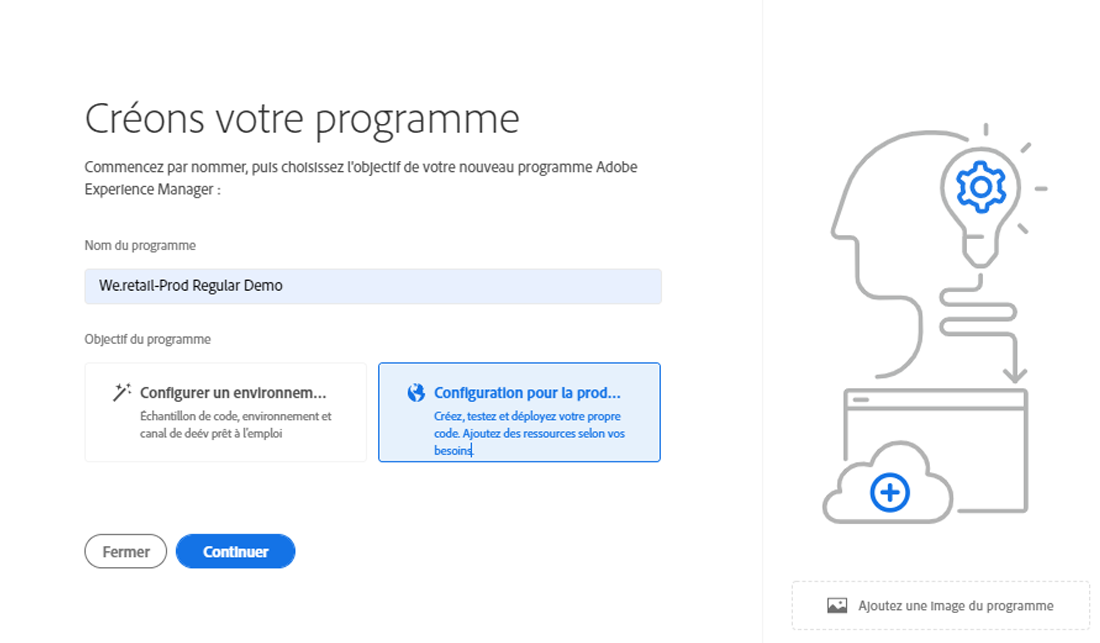 Créons votre programme
Commencez par nommer, puis choisissez l'objectif de votre nouveau programme Adobe
Experience Manager :
Nom du programme
We.retail-Prod Regular Demo
Objectif du programme
Configurer un environnem...
Échantillon de code, environnement et
canal de deév prêt à l'emploi
Configuration pour la prod...
Créez, testez et déployez votre propre
code. Ajoutez des ressources selon vos
besoins.
Fermer
Continuer
Ajoutez une image du programme